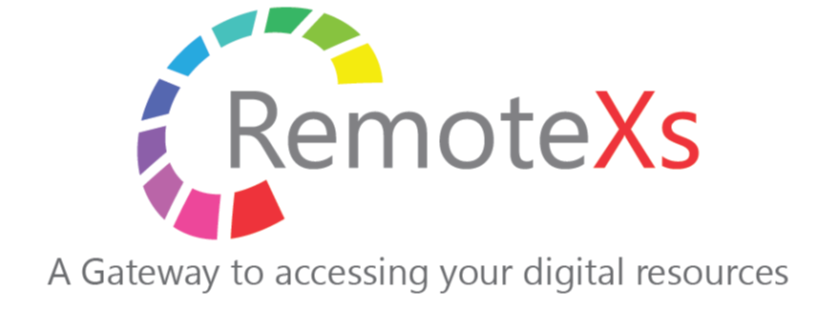 RemoteXs
A Gateway to accessing your digital resources